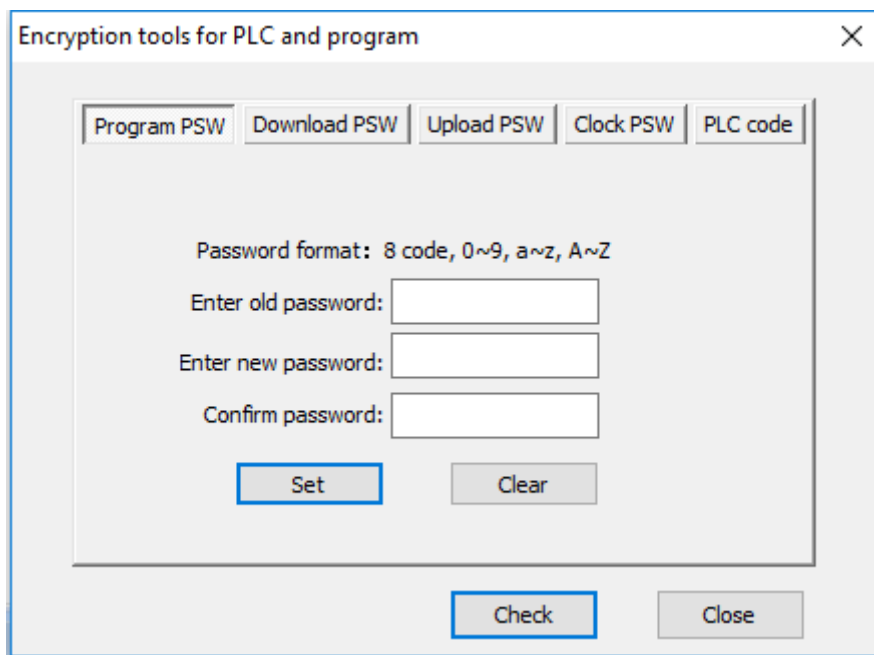 Encryption tools for PLC and program
Program PSW Download PSW Upload PSW Clock PSW PLC code
Password format: 8 code, 0~9, a~z, A~Z
Enter old password:
Enter new password:
Confirm password:
Set Clear
Check Close